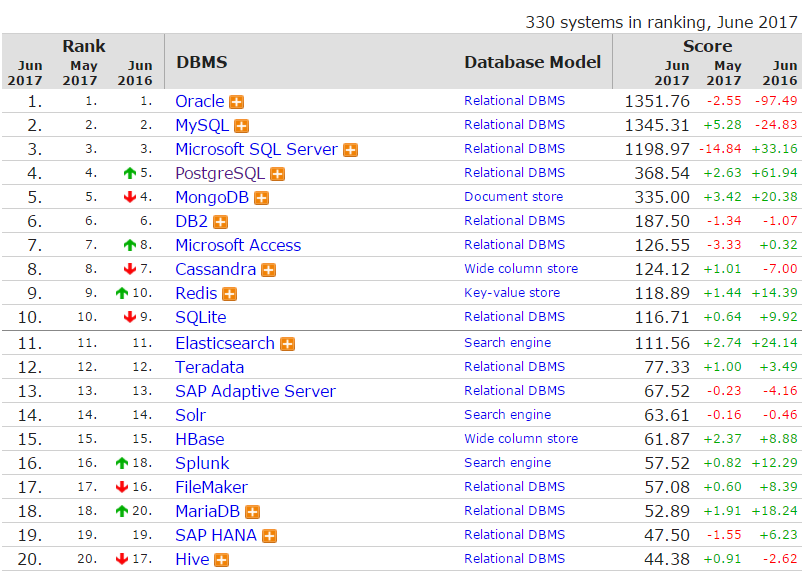 330 systems in ranking, June 2017
Rank DBMS Database Model Score
Jun 2017 May 2017 Jun 2016 Jun 2017 May 2017 Jun 2016
1. 1. 1. Oracle Relational DBMS 1351.76 -2.55 -97.49
2. 2. 2. MySQL Relational DBMS 1345.31 +5.28 -24.83
3. 3. 3. Microsoft SQL Server Relational DBMS 1198.97 -14.84 +33.16
4. 4. 5. PostgreSQL Relational DBMS 368.54 +2.63 +61.94
5. 5. 4. MongoDB Document store 335.00 +3.42 +20.38
6. 6. 6. DB2 Relational DBMS 187.50 -1.34 -1.07
7. 7. 8. Microsoft Access Relational DBMS 126.55 -3.33 +0.32
8. 8. 7. Cassandra Wide column store 124.12 +1.01 -7.00
9. 9. 10. Redis Key-value store 118.89 +1.44 +14.39
10. 10. 9. SQLite Relational DBMS 116.71 +0.64 +9.92
11. 11. 11. Elasticsearch Search engine 111.56 +2.74 +24.14
12. 12. 12. Teradata Relational DBMS 77.33 +1.00 +3.49
13. 13. 13. SAP Adaptive Server Relational DBMS 67.52 -0.23 -4.16
14. 14. 14. Solr Search engine 63.61 -0.16 -0.46
15. 15. 15. HBase Wide column store 61.87 +2.37 +8.88
16. 16. 18. Splunk Search engine 57.52 +0.82 +12.29
17. 17. 16. FileMaker Relational DBMS 57.08 +0.60 +8.39
18. 18. 20. MariaDB Relational DBMS 52.89 +1.91 +18.24
19. 19. 19. SAP HANA Relational DBMS 47.50 -1.55 +6.23
20. 20. 17. Hive Relational DBMS 44.38 +0.91 -2.62